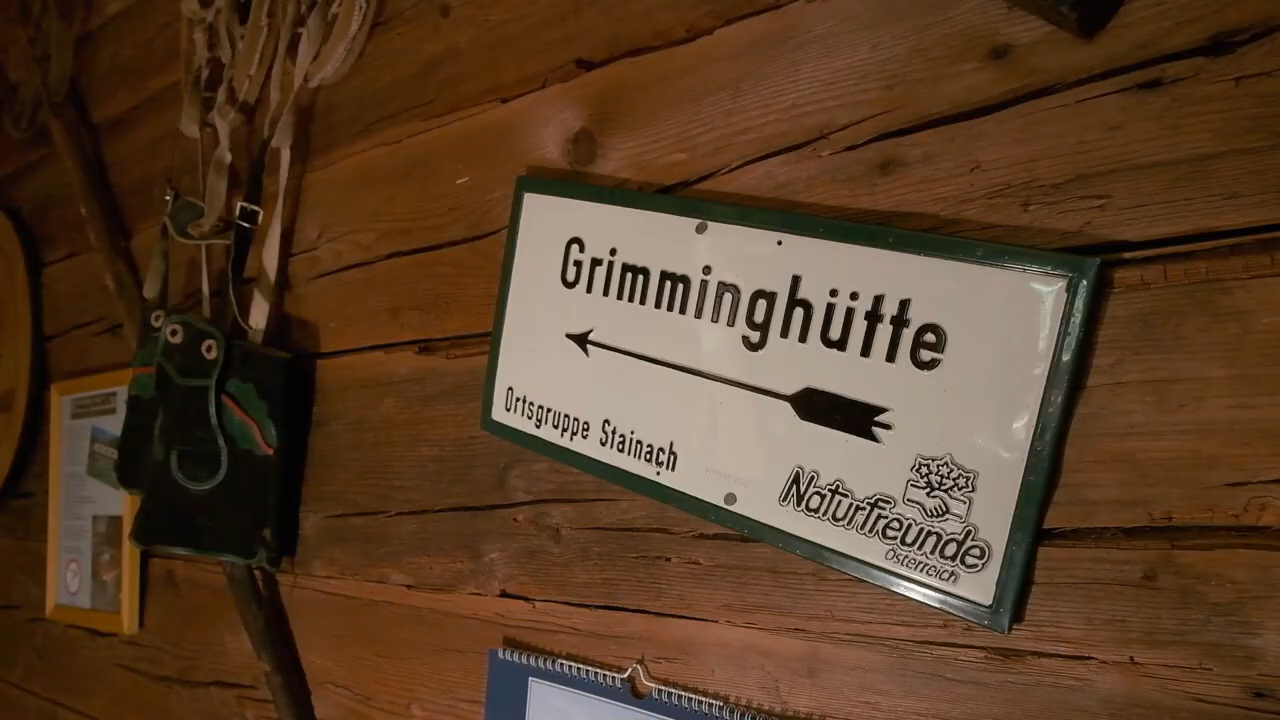 Grimminghütte
Ortsgruppe Stainach
Naturfreunde
Österreich